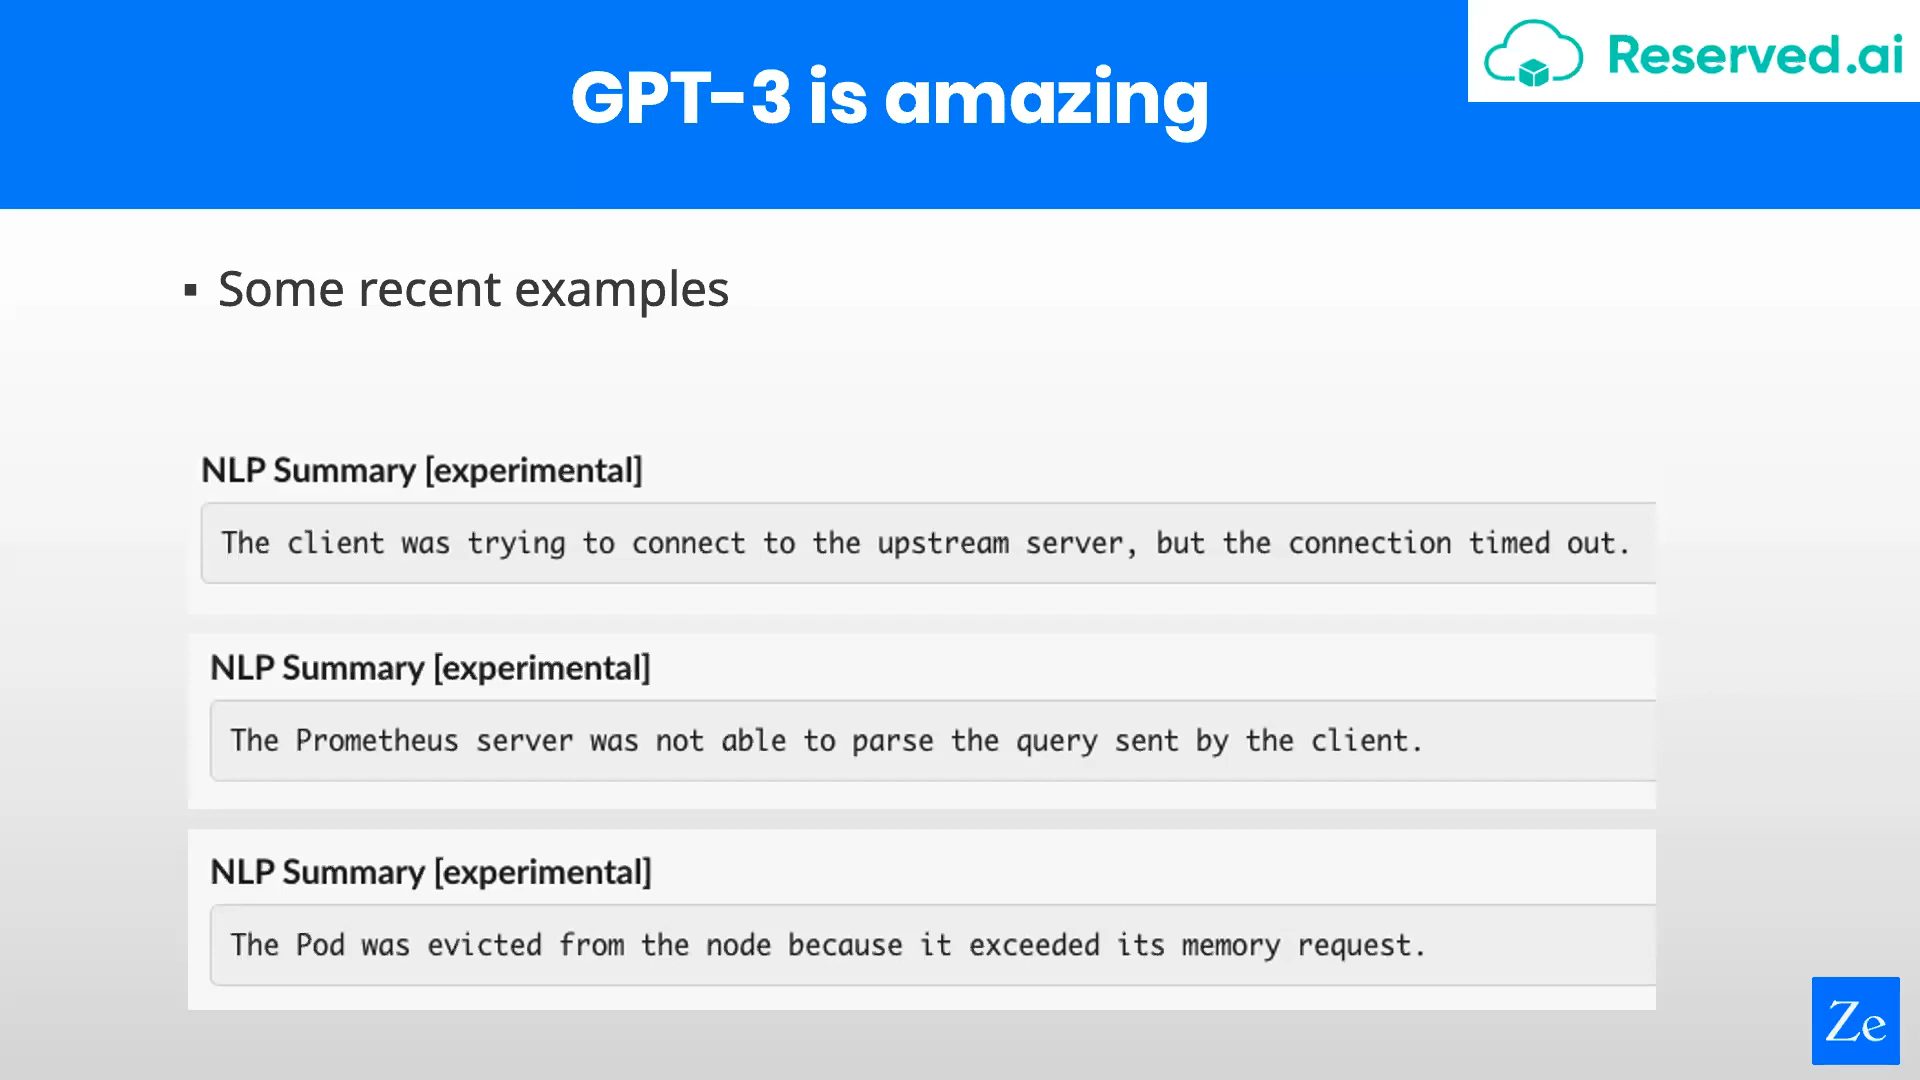 GPT-3 is amazing
Reserved.ai
▪ Some recent examples
NLP Summary [experimental]
The client was trying to connect to the upstream server, but the connection timed out.
NLP Summary [experimental]
The Prometheus server was not able to parse the query sent by the client.
NLP Summary [experimental]
The Pod was evicted from the node because it exceeded its memory request.
Ze